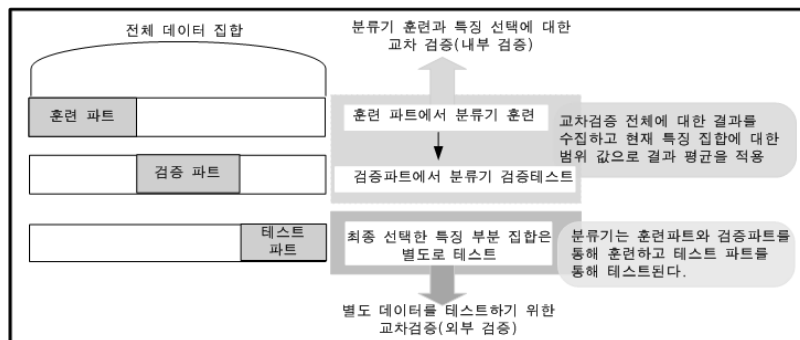 전체 데이터 집합
분류기 훈련과 특징 선택에 대한
교차 검증(내부 검증)
훈련 파트
훈련 파트에서 분류기 훈련
교차검증 전체에 대한 결과를
수집하고 현재 특징 집합에 대한
범위 값으로 결과 평균을 적용
검증 파트
검증파트에서 분류기 검증테스트
테스트
파트
최종 선택한 특징 부분 집합은
별도로 테스트
분류기는 훈련파트와 검증파트를
통해 훈련하고 테스트 파트를
통해 테스트된다.
별도 데이터를 테스트하기 위한
교차검증(외부 검증)